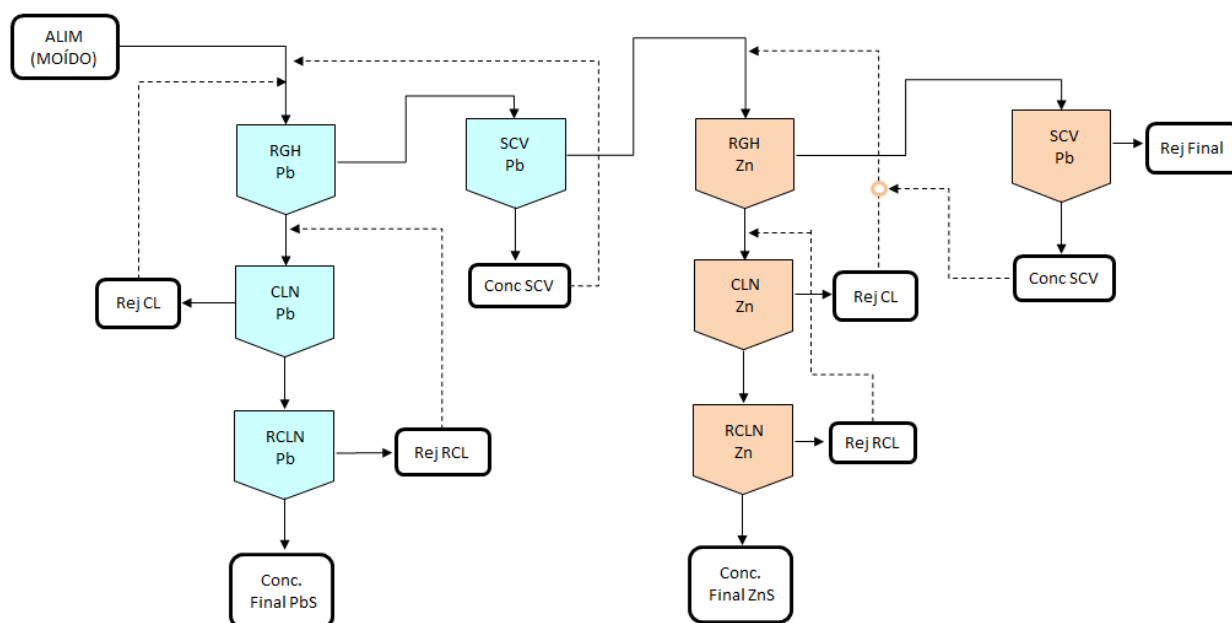 ALIM
(MOÍDO)
RGH
Pb
SCV
Pb
RGH
Zn
SCV
Pb
Rej Final
Rej CL
CLN
Pb
Conc SCV
CLN
Zn
Rej CL
Conc SCV
RCLN
Pb
Rej RCL
RCLN
Zn
Rej RCL
Conc.
Final PbS
Conc.
Final ZnS